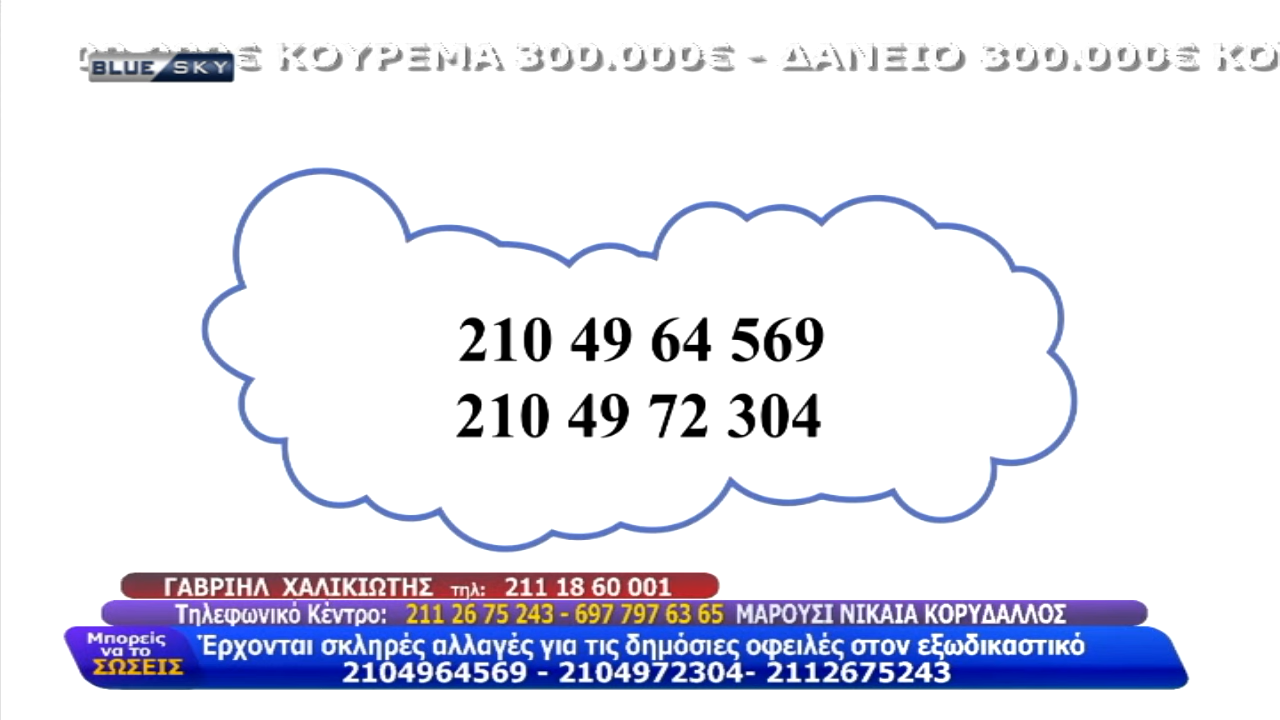 € ΚΟΥΡΕΜΑ 300.000€ - ΔΑΝΕΙΟ 300.000€ ΚΟ
BLUE SKY
210 49 64 569
210 49 72 304
ΓΑΒΡΙΗΛ ΧΑΛΙΚΙΩΤΗΣ τηλ: 211 18 60 001
Τηλεφωνικό Κέντρο: 211 26 75 243 - 697 797 63 65 ΜΑΡΟΥΣΙ ΝΙΚΑΙΑ ΚΟΡΥΔΑΛΛΟΣ
Μπορείς να το ΣΩΣΕΙΣ
Έρχονται σκληρές αλλαγές για τις δημόσιες οφειλές στον εξωδικαστικό
2104964569 - 2104972304- 2112675243